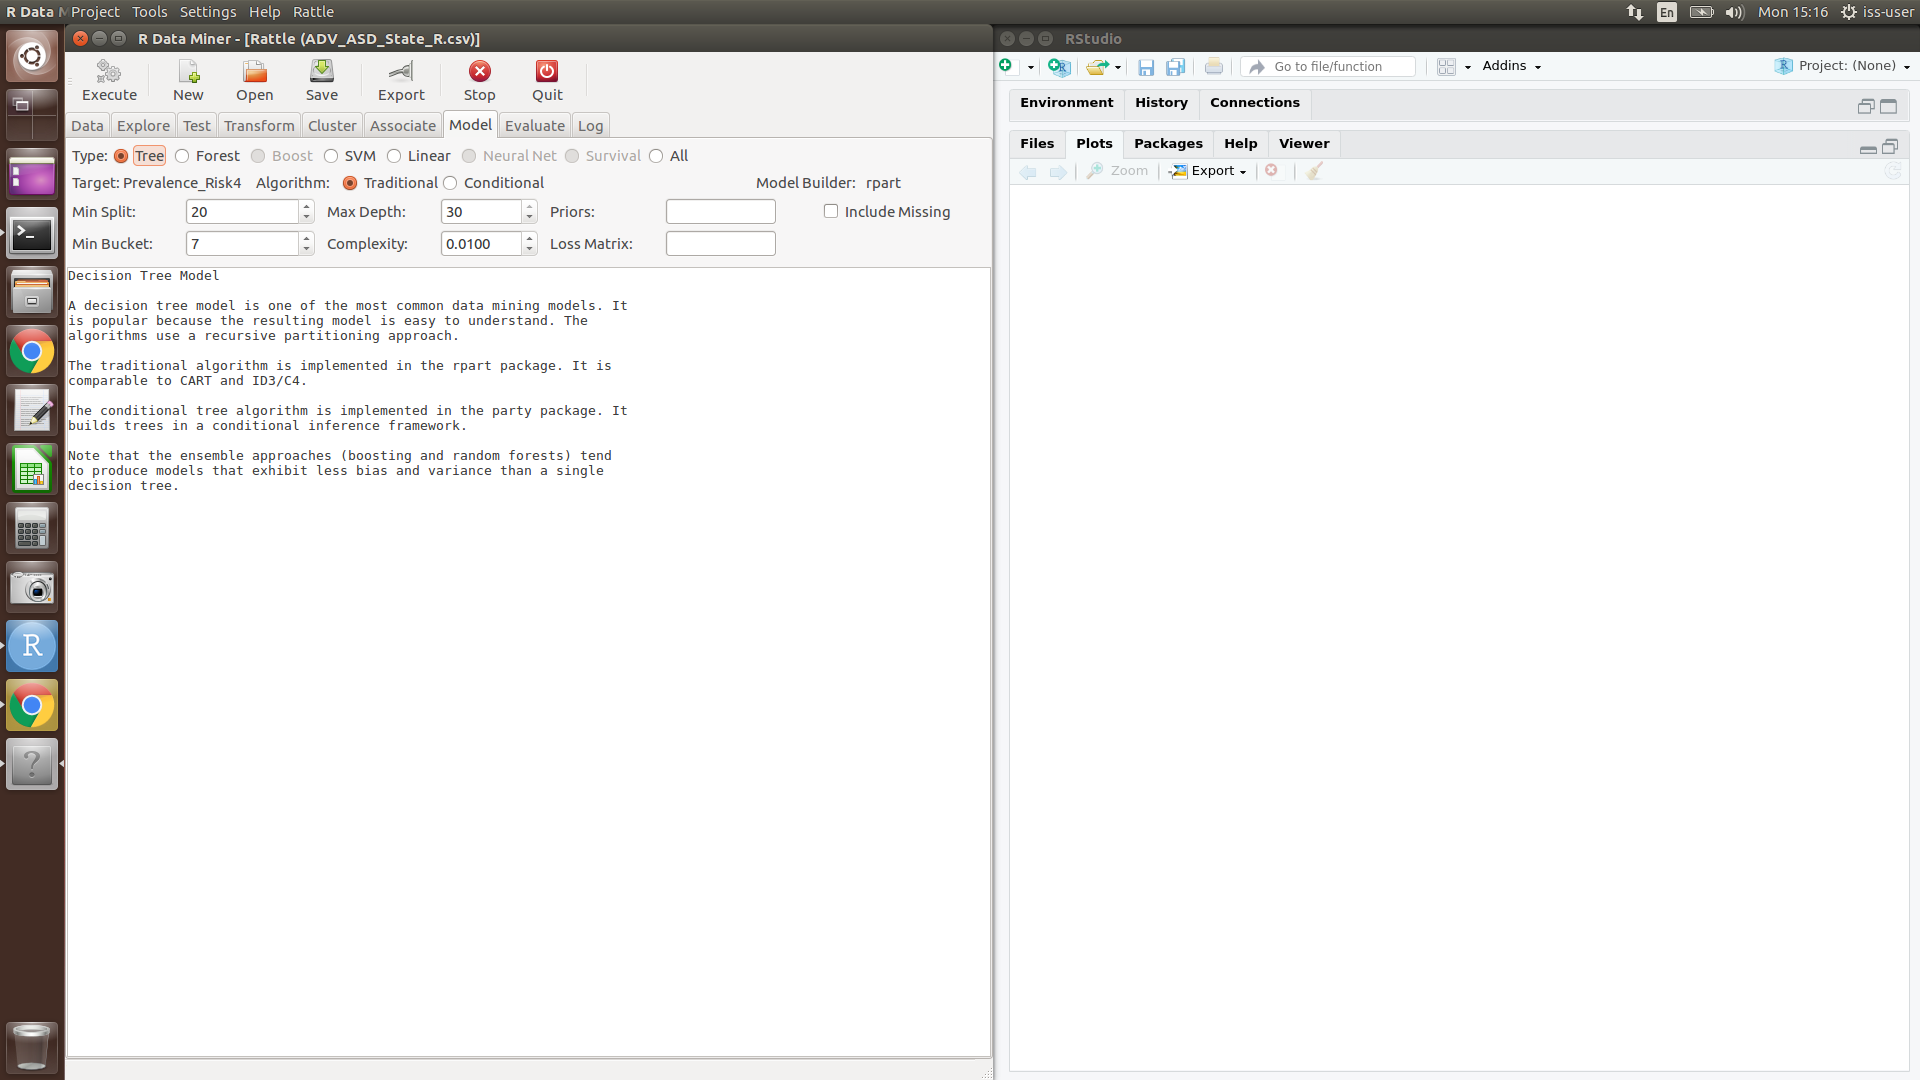 R Data M Project Tools Settings Help Rattle
En Mon 15:16 iss-user
R Data Miner - [Rattle (ADV_ASD_State_R.csv)]
Execute New Open Save Export Stop Quit
Data Explore Test Transform Cluster Associate Model Evaluate Log
Type: Tree Forest Boost SVM Linear Neural Net Survival All
Target: Prevalence_Risk4 Algorithm: Traditional Conditional Model Builder: rpart
Min Split: 20 Max Depth: 30 Priors: Include Missing
Min Bucket: 7 Complexity: 0.0100 Loss Matrix:
Decision Tree Model
A decision tree model is one of the most common data mining models. It
is popular because the resulting model is easy to understand. The
algorithms use a recursive partitioning approach.
The traditional algorithm is implemented in the rpart package. It is
comparable to CART and ID3/C4.
The conditional tree algorithm is implemented in the party package. It
builds trees in a conditional inference framework.
Note that the ensemble approaches (boosting and random forests) tend
to produce models that exhibit less bias and variance than a single
decision tree.
RStudio
Go to file/function Addins Project: (None)
Environment History Connections
Files Plots Packages Help Viewer
Zoom Export
R